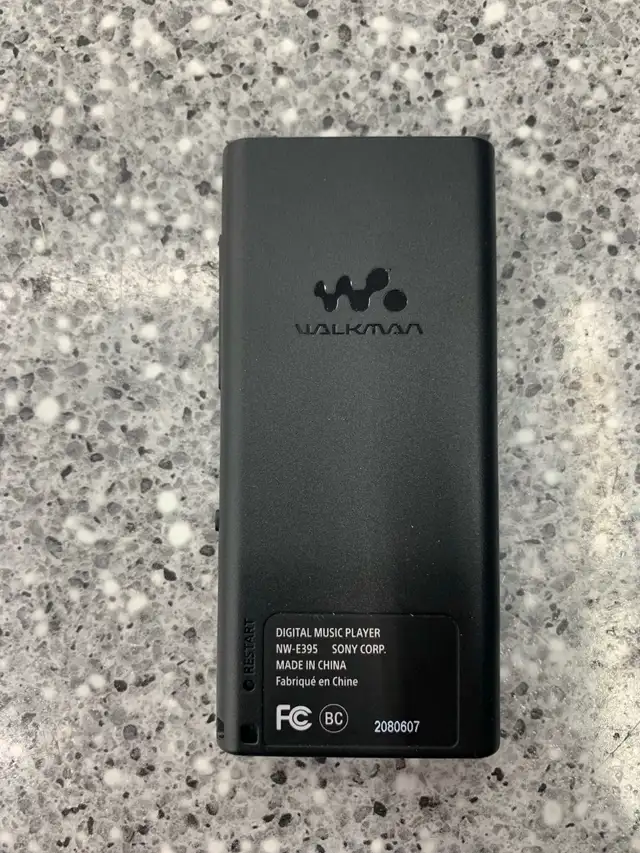 WALKMAN
RESTART
DIGITAL MUSIC PLAYER
NW-E395 SONY CORP.
MADE IN CHINA
Fabriqué en Chine
FC BC 2080607